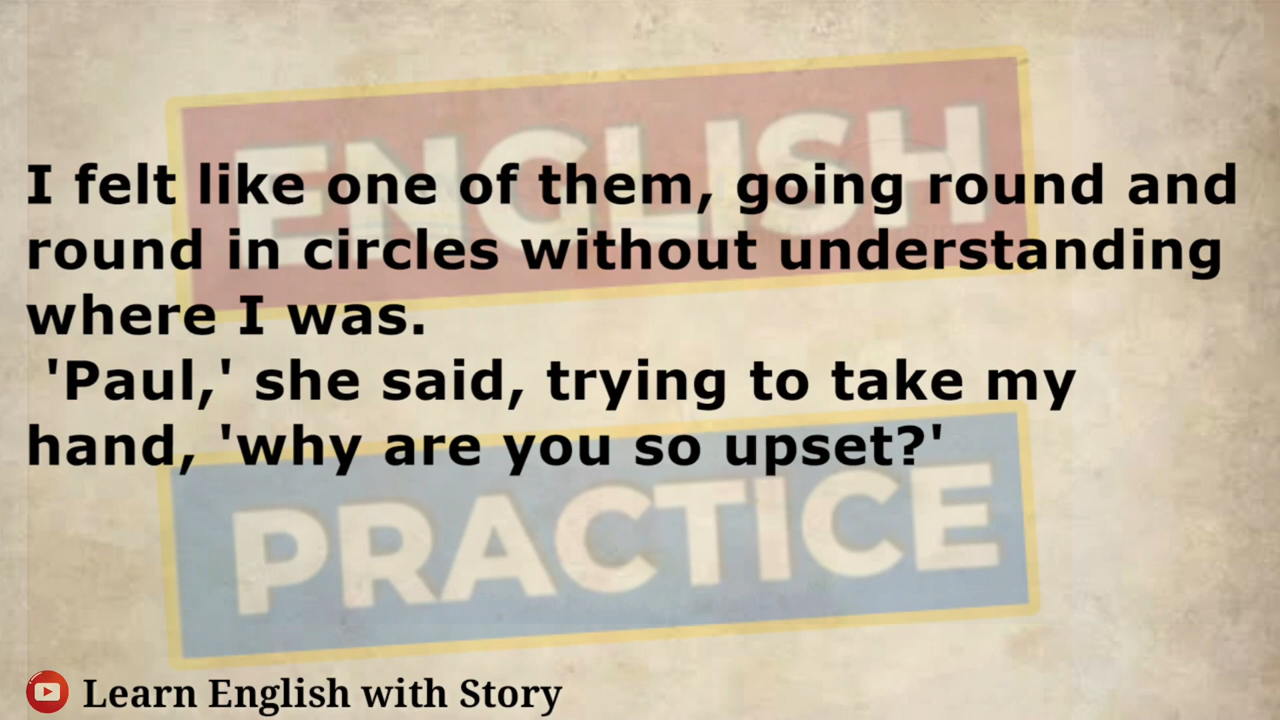 ENGLISH
I felt like one of them, going round and
round in circles without understanding
where I was.
'Paul,' she said, trying to take my
hand, 'why are you so upset?'
PRACTICE
Learn English with Story